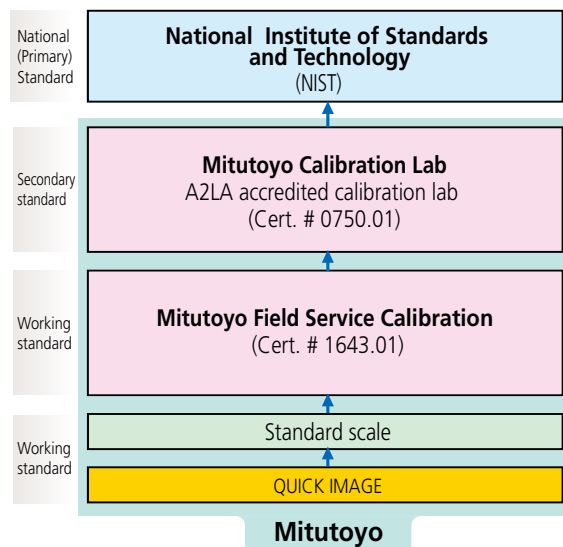 National
(Primary)
Standard
National Institute of Standards
and Technology
(NIST)
Secondary
standard
Mitutoyo Calibration Lab
A2LA accredited calibration lab
(Cert. # 0750.01)
Working
standard
Mitutoyo Field Service Calibration
(Cert. # 1643.01)
Working
standard
Standard scale
QUICK IMAGE
Mitutoyo